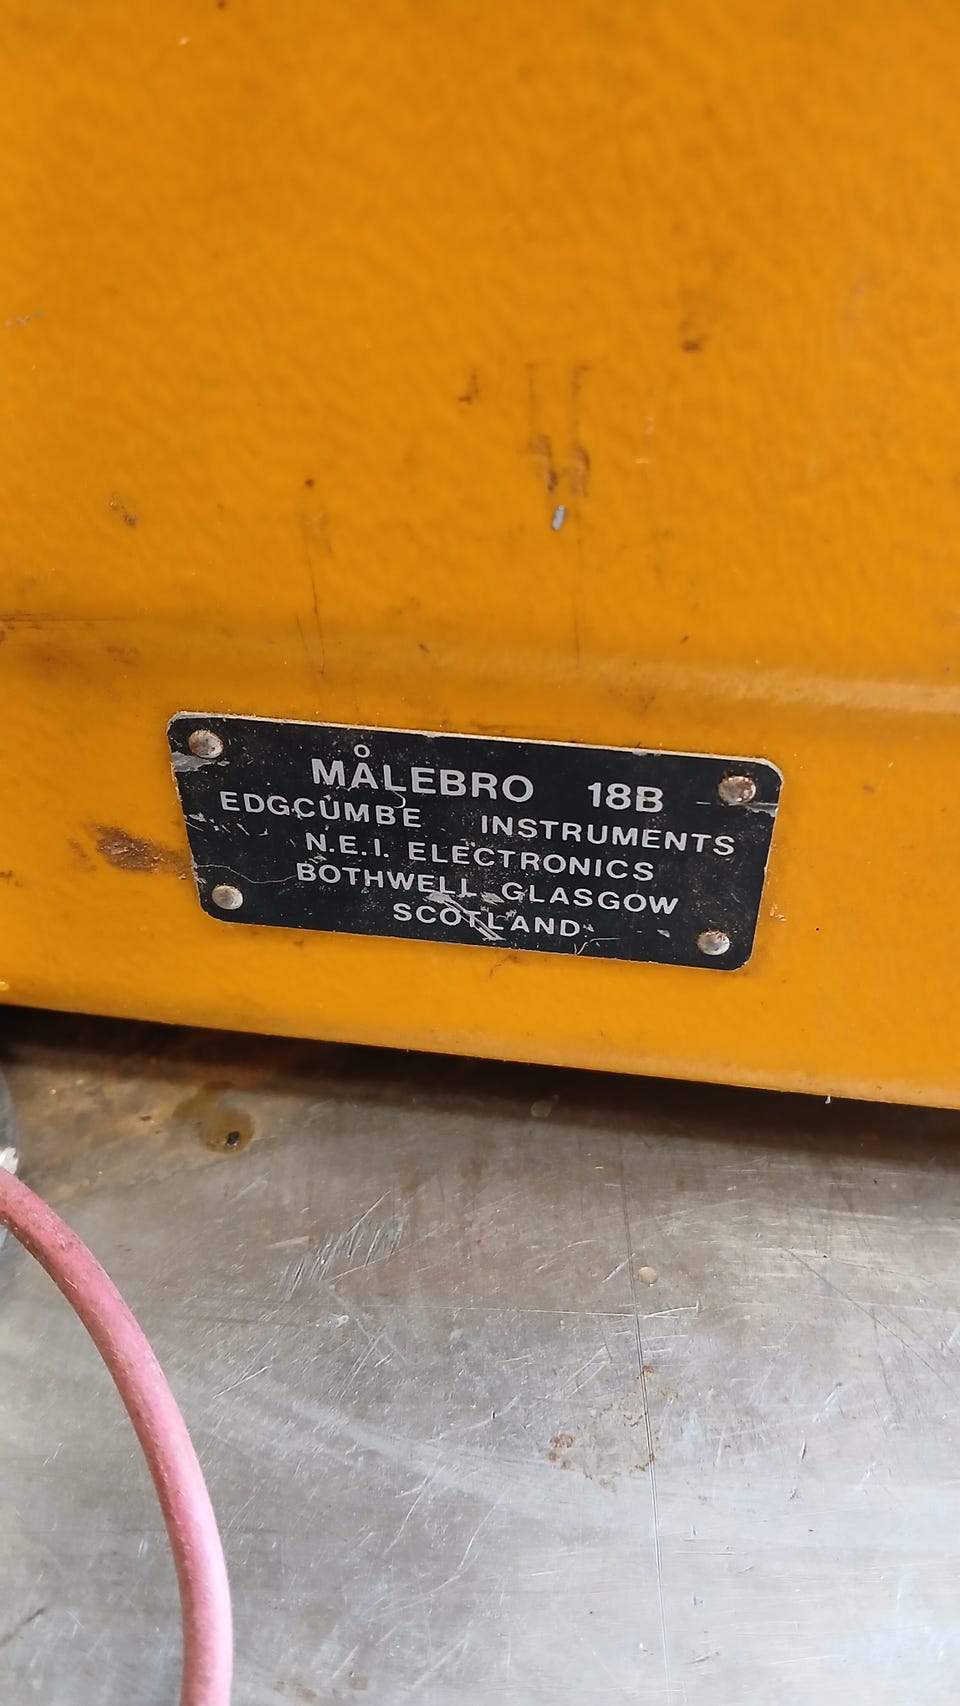 MÅLEBRO 18B
EDGCUMBE INSTRUMENTS
N.E.I. ELECTRONICS
BOTHWELL GLASGOW
SCOTLAND